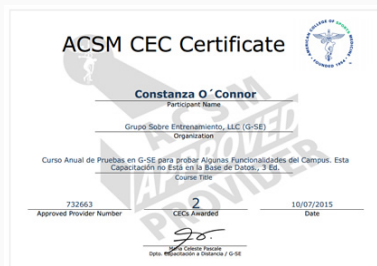 ACSM CEC Certificate
AMERICAN COLLEGE OF SPORTS MEDICINE
FOUNDED 1954
ACSM
APPROVED
PROVIDER
Constanza O´Connor
Participant Name
Grupo Sobre Entrenamiento, LLC (G-SE)
Organization
Curso Anual de Pruebas en G-SE para probar Algunas Funcionalidades del Campus. Esta
Capacitación no Está en la Base de Datos., 3 Ed.
Course Title
732663
2
10/07/2015
Approved Provider Number
CECs Awarded
Date
María Celeste Pascale
Dpto. Capacitación a Distancia / G-SE